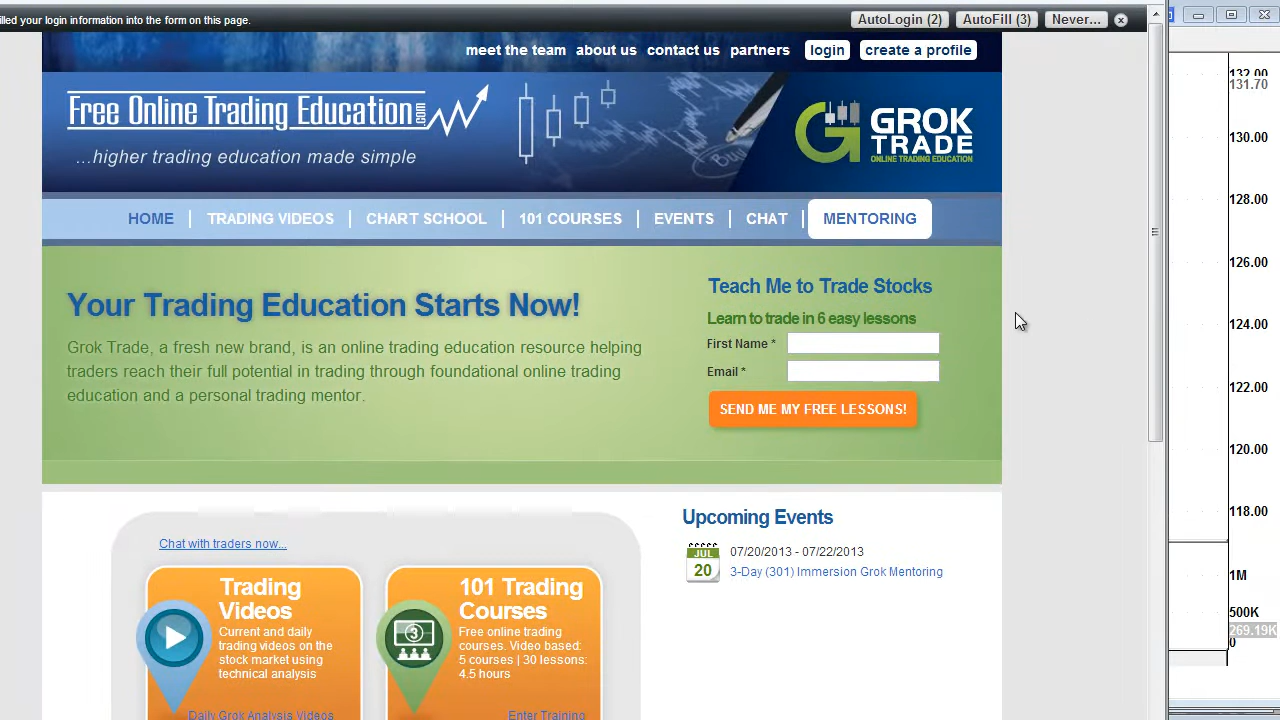 illed your login information into the form on this page.
AutoLogin (2) AutoFill (3) Never...
meet the team about us contact us partners login create a profile
Free Online Trading Education.com
...higher trading education made simple
GROK
TRADE
ONLINE TRADING EDUCATION
HOME TRADING VIDEOS CHART SCHOOL 101 COURSES EVENTS CHAT MENTORING
Your Trading Education Starts Now!
Grok Trade, a fresh new brand, is an online trading education resource helping
traders reach their full potential in trading through foundational online trading
education and a personal trading mentor.
Teach Me to Trade Stocks
Learn to trade in 6 easy lessons
First Name *
Email *
SEND ME MY FREE LESSONS!
Chat with traders now...
Trading
Videos
Current and daily
trading videos on the
stock market using
technical analysis
Daily Grok Analysis Videos
101 Trading
Courses
3
Free online trading
courses. Video based:
5 courses | 30 lessons:
4.5 hours
Enter Training
Upcoming Events
JUL
20
07/20/2013 - 07/22/2013
3-Day (301) Immersion Grok Mentoring
132.00
131.70
130.00
128.00
126.00
124.00
122.00
120.00
118.00
1M
500K
269.19K
0